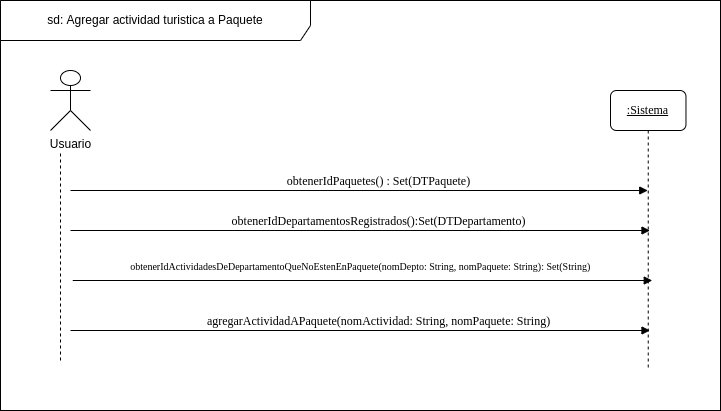 sd: Agregar actividad turistica a Paquete
Usuario
:Sistema
obtenerIdPaquetes() : Set(DTPaquete)
obtenerIdDepartamentosRegistrados():Set(DTDepartamento)
obtenerIdActividadesDeDepartamentoQueNoEstenEnPaquete(nomDepto: String, nomPaquete: String): Set(String)
agregarActividadAPaquete(nomActividad: String, nomPaquete: String)